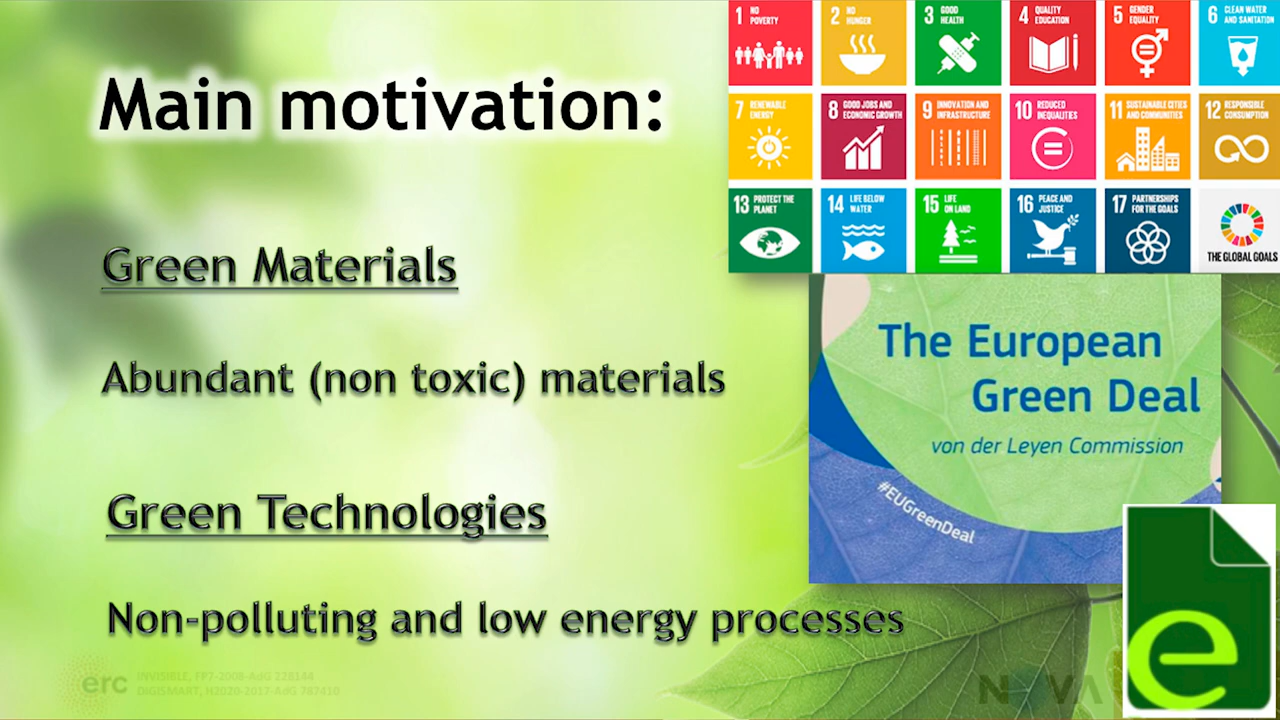 Main motivation:
Green Materials
Abundant (non toxic) materials
Green Technologies
Non-polluting and low energy processes
erc
INVISIBLE, FP7-2008-AdG 228144
DIGISMART, H2020-2017-AdG 787410
1 NO
POVERTY
2 NO
HUNGER
3 GOOD
HEALTH
4 QUALITY
EDUCATION
5 GENDER
EQUALITY
6 CLEAN WATER
AND SANITATION
7 RENEWABLE
ENERGY
8 GOOD JOBS AND
ECONOMIC GROWTH
9 INNOVATION AND
INFRASTRUCTURE
10 REDUCED
INEQUALITIES
11 SUSTAINABLE CITIES
AND COMMUNITIES
12 RESPONSIBLE
CONSUMPTION
13 PROTECT THE
PLANET
14 LIFE BELOW
WATER
15 LIFE
ON LAND
16 PEACE AND
JUSTICE
17 PARTNERSHIPS
FOR THE GOALS
THE GLOBAL GOALS
The European
Green Deal
von der Leyen Commission
#EUGreenDeal
e
NOVA